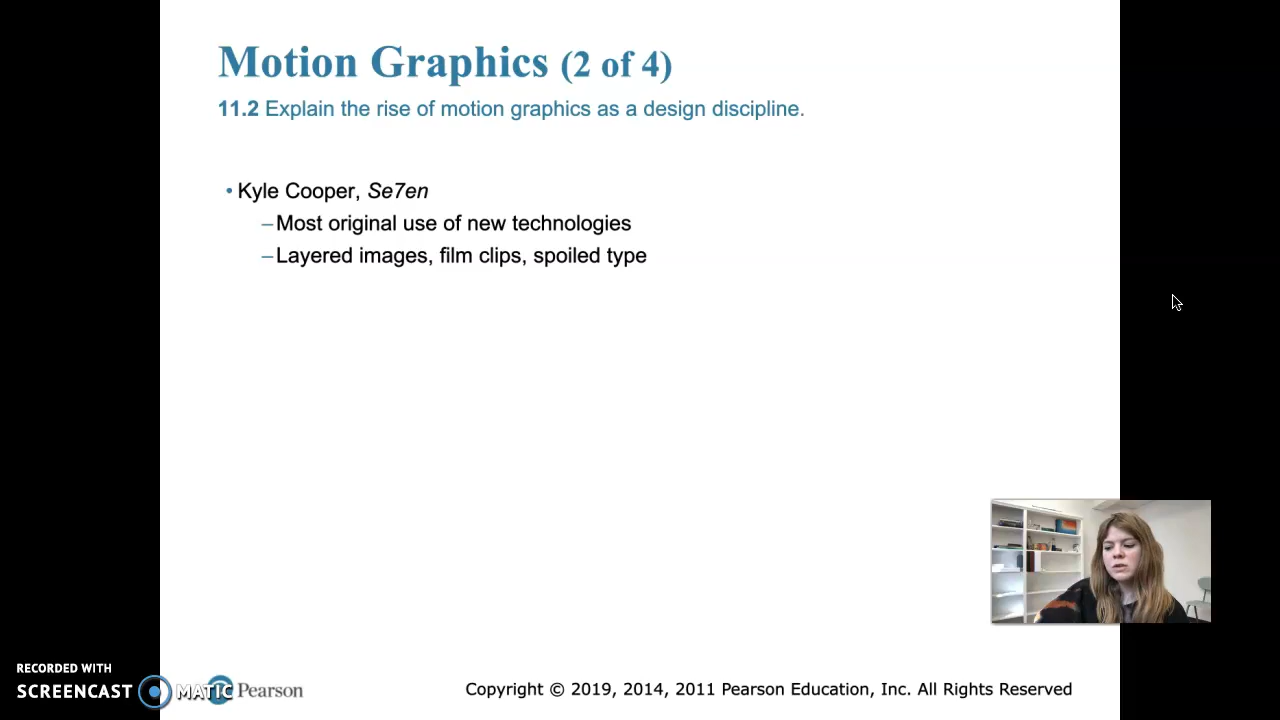 Motion Graphics (2 of 4)
11.2 Explain the rise of motion graphics as a design discipline.
• Kyle Cooper, Se7en
–Most original use of new technologies
–Layered images, film clips, spoiled type
RECORDED WITH
SCREENCAST MATIC
Pearson
Copyright © 2019, 2014, 2011 Pearson Education, Inc. All Rights Reserved